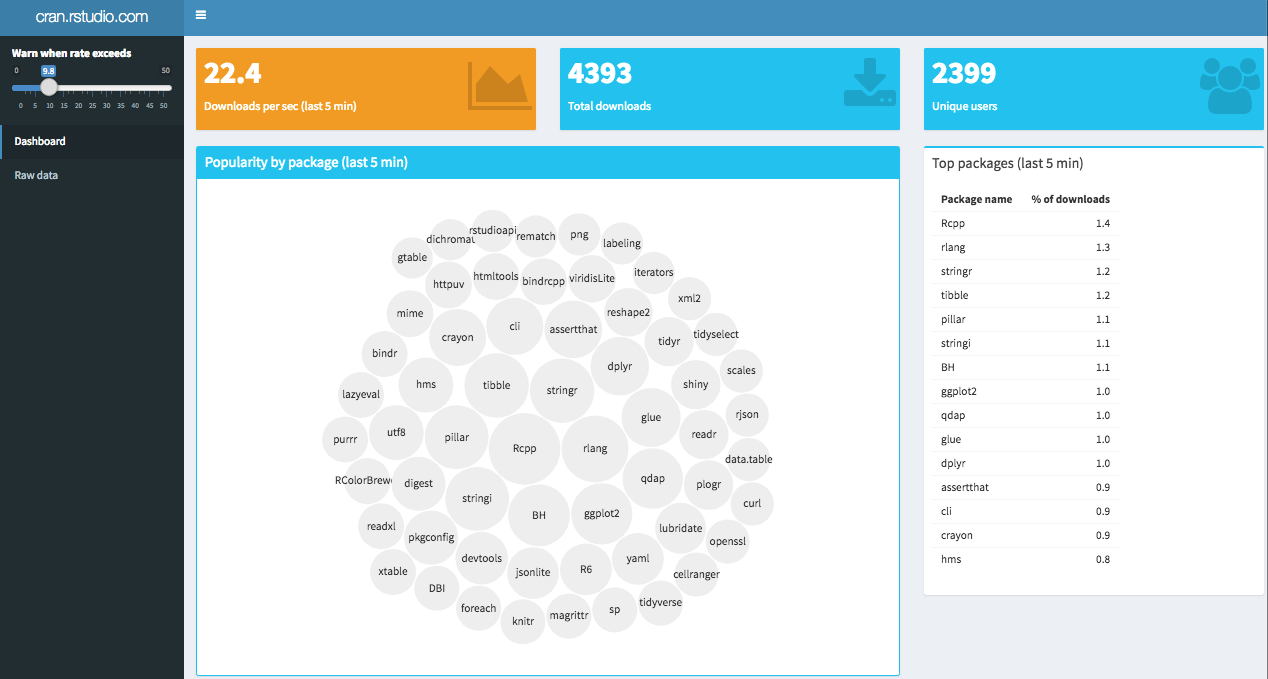 cran.rstudio.com
Warn when rate exceeds
0 9.8 50
0 5 10 15 20 25 30 35 40 45 50
Dashboard
Raw data
22.4
Downloads per sec (last 5 min)
4393
Total downloads
2399
Unique users
Popularity by package (last 5 min)
rstudioapi
dichromat
rematch
png
labeling
gtable
httpuv
htmltools
bindrcpp
viridisLite
iterators
mime
crayon
cli
assertthat
reshape2
xml2
bindr
tidyr
tidyselect
lazyeval
hms
tibble
stringr
dplyr
shiny
scales
purrr
utf8
pillar
Rcpp
rlang
glue
readr
rjson
RColorBrew
digest
stringi
BH
ggplot2
qdap
plogr
data.table
curl
readxl
pkgconfig
devtools
jsonlite
R6
yaml
lubridate
openssl
xtable
DBI
foreach
knitr
magrittr
sp
tidyverse
cellranger
Top packages (last 5 min)
Package name % of downloads
Rcpp 1.4
rlang 1.3
stringr 1.2
tibble 1.2
pillar 1.1
stringi 1.1
BH 1.1
ggplot2 1.0
qdap 1.0
glue 1.0
dplyr 1.0
assertthat 0.9
cli 0.9
crayon 0.9
hms 0.8